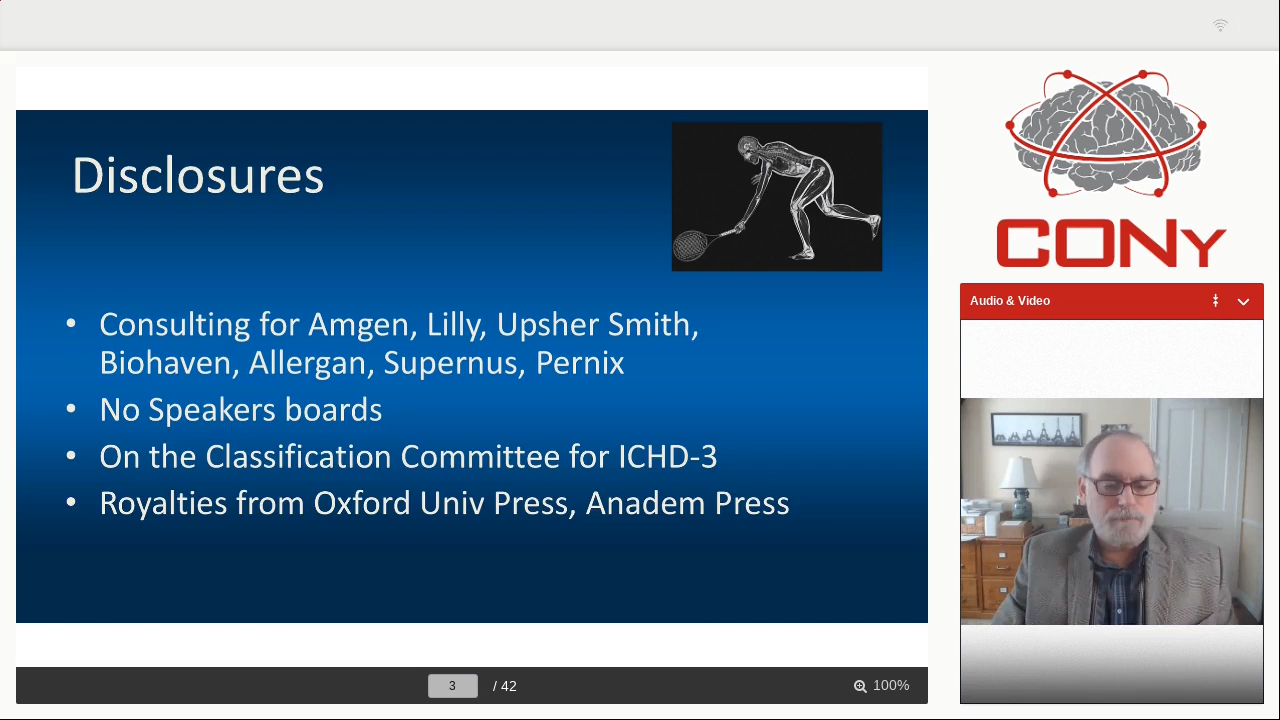 Disclosures
• Consulting for Amgen, Lilly, Upsher Smith,
Biohaven, Allergan, Supernus, Pernix
• No Speakers boards
• On the Classification Committee for ICHD-3
• Royalties from Oxford Univ Press, Anadem Press
3 / 42
100%
CONy
Audio & Video